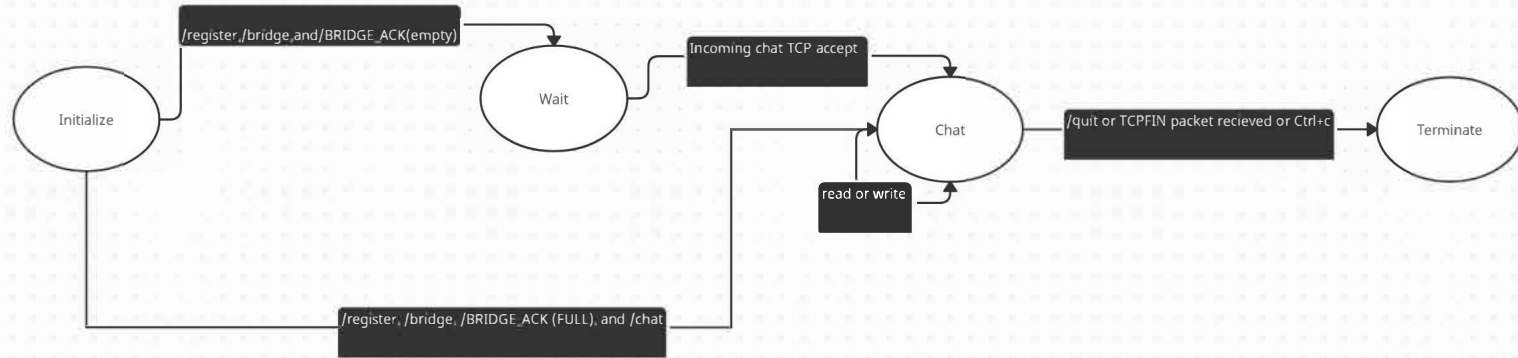 /register,/bridge,and/BRIDGE_ACK(empty)
Incoming chat TCP accept
Initialize
Wait
Chat
/quit or TCPFIN packet recieved or Ctrl+c
Terminate
read or write
/register, /bridge, /BRIDGE_ACK (FULL), and /chat